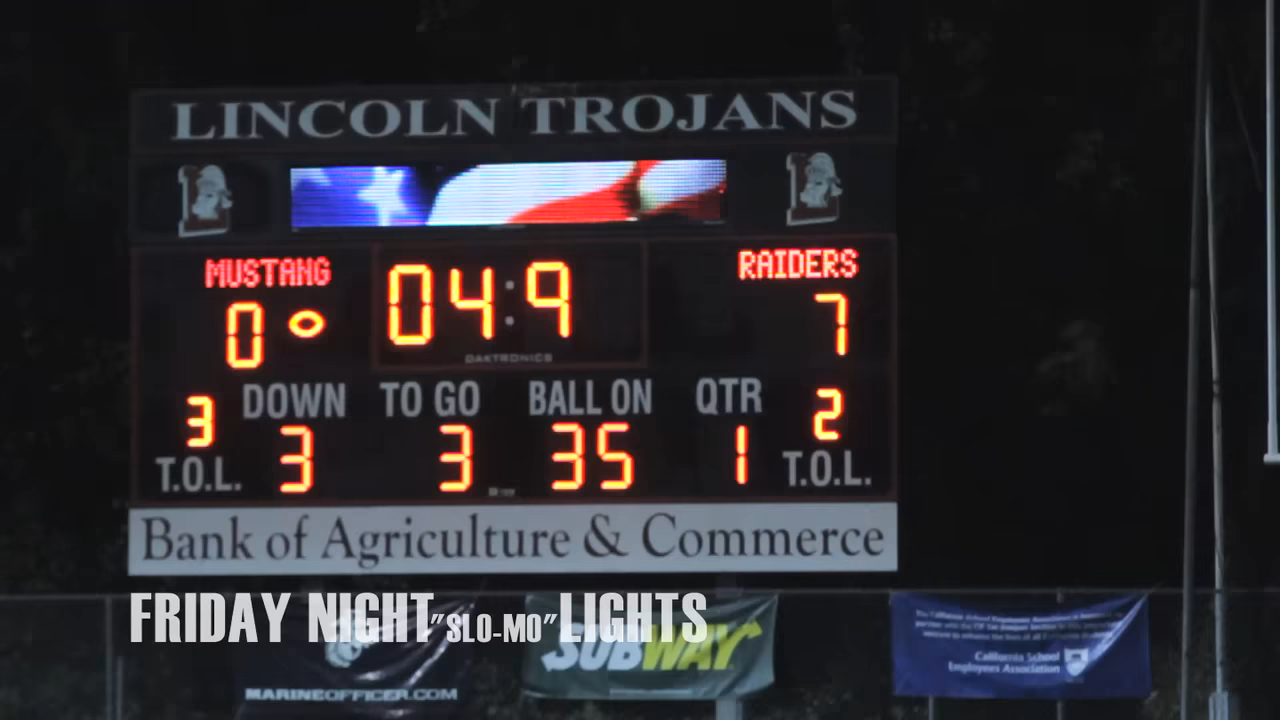 LINCOLN TROJANS
L L
MUSTANG 04:9 RAIDERS
0 7
DOWN TO GO BALL ON QTR
3 3 3 35 1 2
T.O.L. T.O.L.
DAKTRONICS
Bank of Agriculture & Commerce
FRIDAY NIGHT "SLO-MO" LIGHTS
MARINEOFFICER.COM
SUBWAY
California School
Employees Association